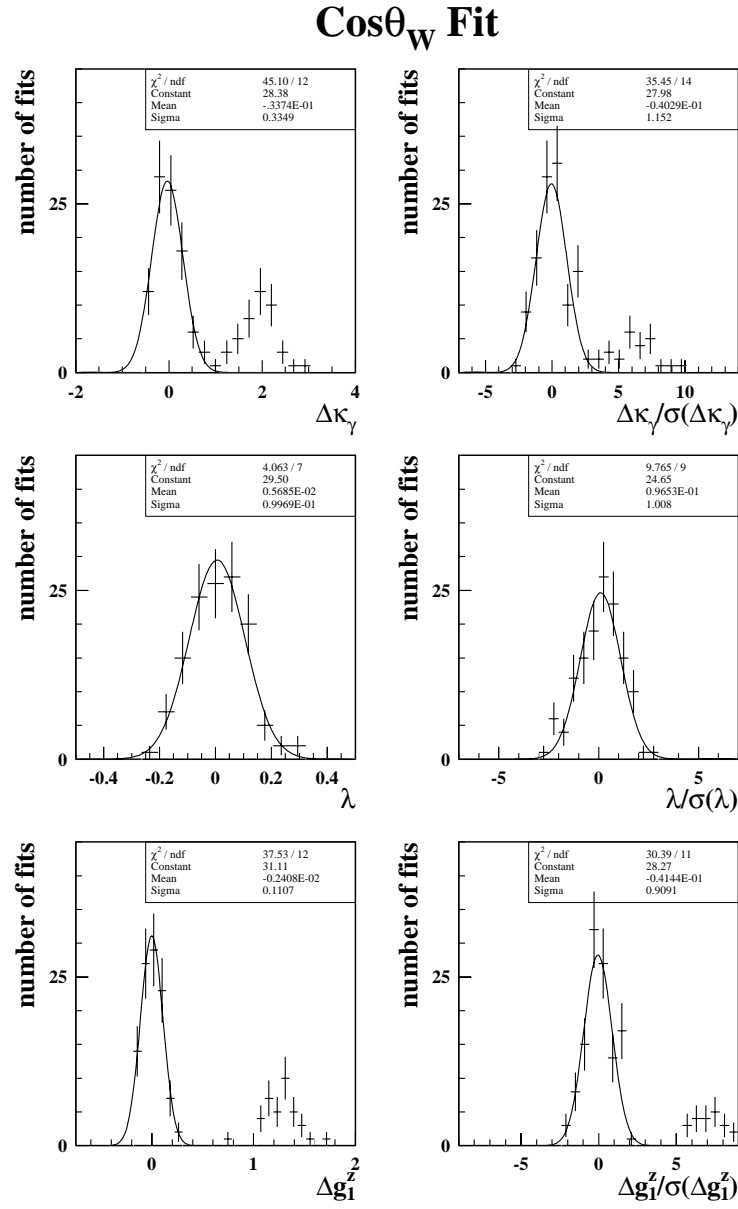 Cosθ_W Fit
number of fits
χ² / ndf 45.10 / 12
Constant 28.38
Mean -.3374E-01
Sigma 0.3349
25
0
-2 0 2 4
Δκ_γ
number of fits
χ² / ndf 35.45 / 14
Constant 27.98
Mean -0.4029E-01
Sigma 1.152
25
0
-5 0 5 10
Δκ_γ/σ(Δκ_γ)
number of fits
χ² / ndf 4.063 / 7
Constant 29.50
Mean 0.5685E-02
Sigma 0.9969E-01
25
0
-0.4 -0.2 0 0.2 0.4
λ
number of fits
χ² / ndf 9.765 / 9
Constant 24.65
Mean 0.9653E-01
Sigma 1.008
25
0
-5 0 5
λ/σ(λ)
number of fits
χ² / ndf 37.53 / 12
Constant 31.11
Mean -0.2408E-02
Sigma 0.1107
25
0
0 1 2
Δg₁ᶻ
number of fits
χ² / ndf 30.39 / 11
Constant 28.27
Mean -0.4144E-01
Sigma 0.9091
25
0
-5 0 5
Δg₁ᶻ/σ(Δg₁ᶻ)